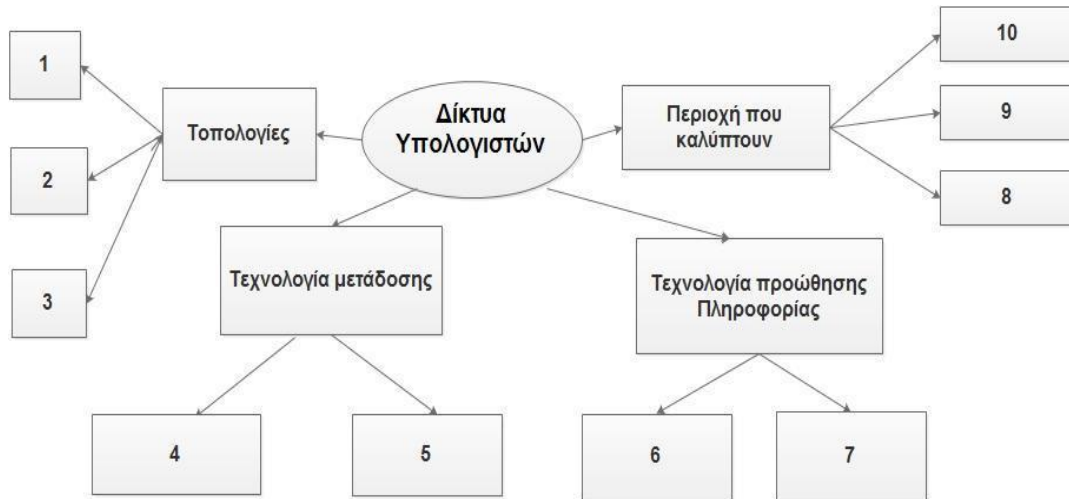 Δίκτυα
Υπολογιστών
Τοπολογίες
1
2
3
Τεχνολογία μετάδοσης
4
5
Τεχνολογία προώθησης
Πληροφορίας
6
7
Περιοχή που
καλύπτουν
10
9
8